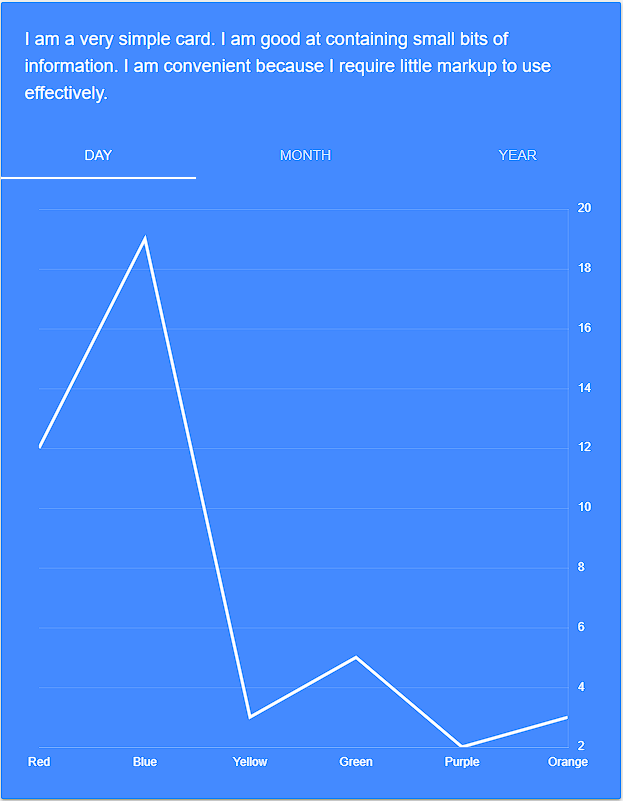 I am a very simple card. I am good at containing small bits of
information. I am convenient because I require little markup to use
effectively.
DAY MONTH YEAR
20
18
16
14
12
10
8
6
4
2
Red Blue Yellow Green Purple Orange